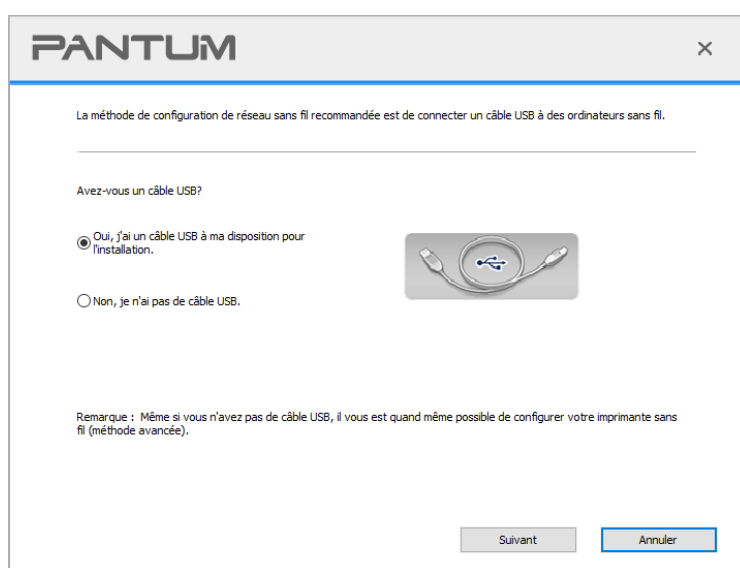 PANTUM
La méthode de configuration de réseau sans fil recommandée est de connecter un câble USB à des ordinateurs sans fil.
Avez-vous un câble USB?
Oui, j'ai un câble USB à ma disposition pour
l'installation.
Non, je n'ai pas de câble USB.
Remarque : Même si vous n'avez pas de câble USB, il vous est quand même possible de configurer votre imprimante sans
fil (méthode avancée).
Suivant
Annuler